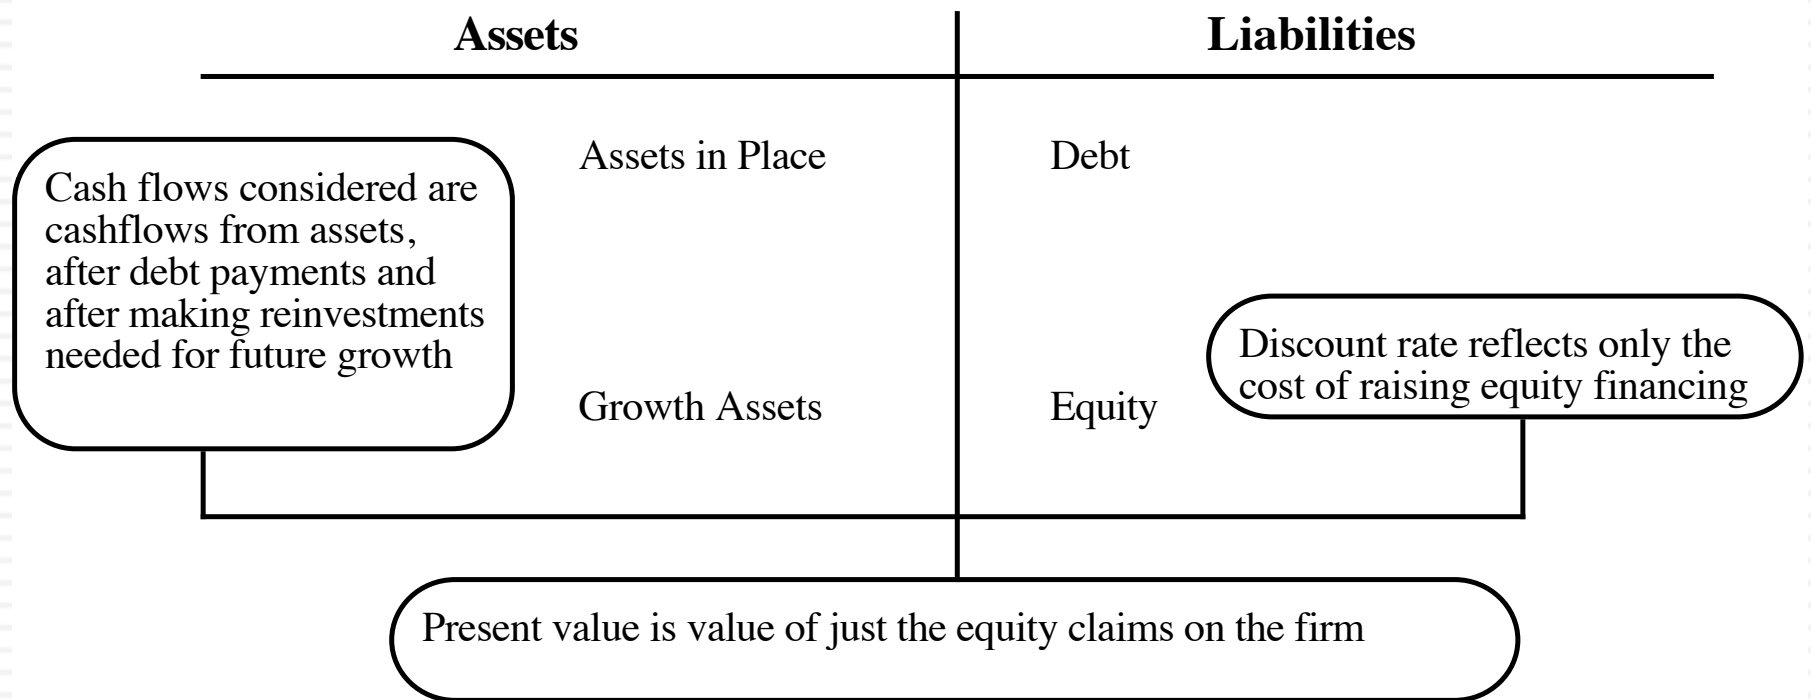 Assets
Liabilities
Assets in Place
Debt
Cash flows considered are
cashflows from assets,
after debt payments and
after making reinvestments
needed for future growth
Growth Assets
Equity
Discount rate reflects only the
cost of raising equity financing
Present value is value of just the equity claims on the firm